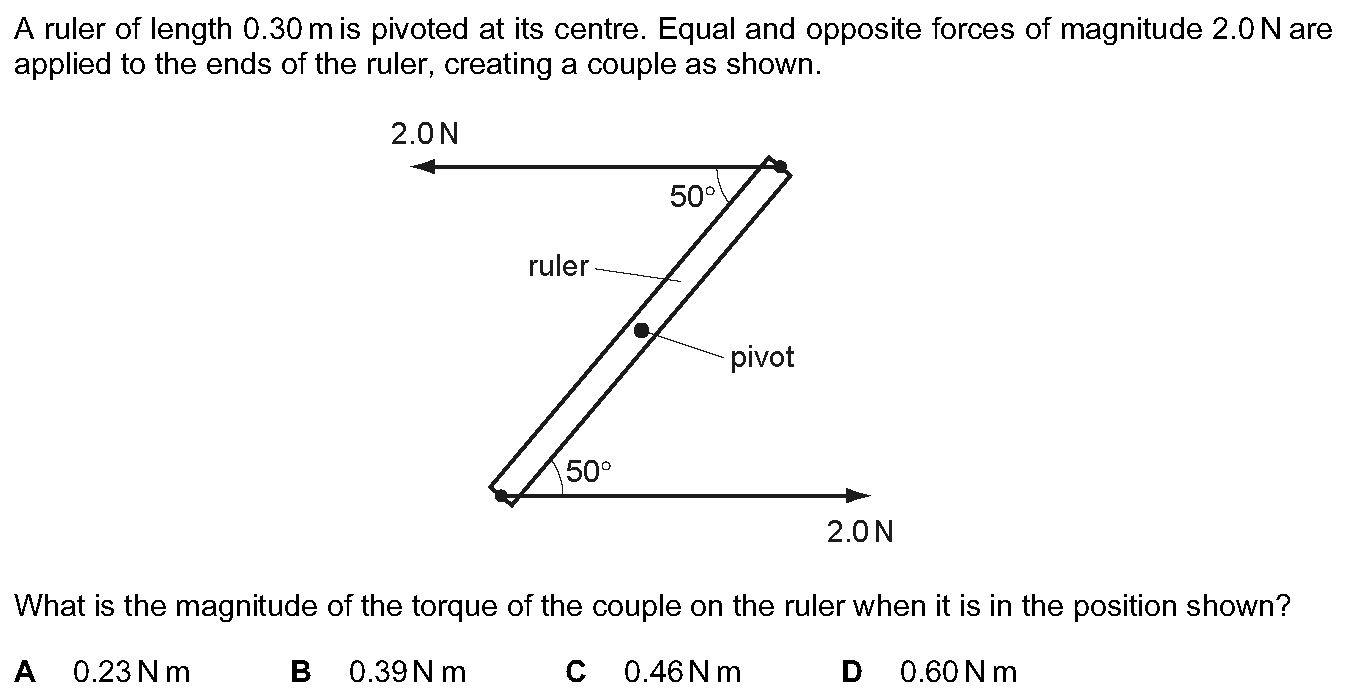 A ruler of length 0.30 m is pivoted at its centre. Equal and opposite forces of magnitude 2.0 N are
applied to the ends of the ruler, creating a couple as shown.
2.0 N
50°
ruler
pivot
50°
2.0 N
What is the magnitude of the torque of the couple on the ruler when it is in the position shown?
A 0.23 N m B 0.39 N m C 0.46 N m D 0.60 N m